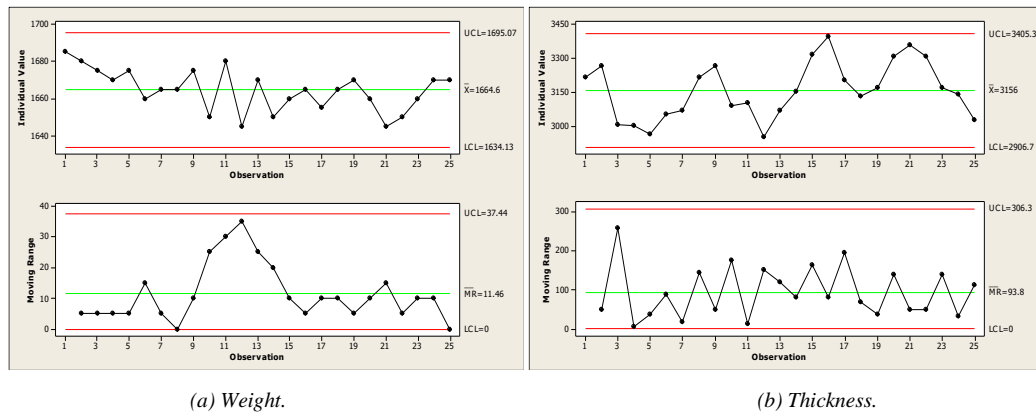 1700
1680
1660
1640
Individual Value
1 3 5 7 9 11 13 15 17 19 21 23 25
Observation
UCL=1695.07
X=1664.6
LCL=1634.13
40
30
20
10
0
Moving Range
1 3 5 7 9 11 13 15 17 19 21 23 25
Observation
UCL=37.44
MR=11.46
LCL=0
(a) Weight.
3450
3300
3150
3000
Individual Value
1 3 5 7 9 11 13 15 17 19 21 23 25
Observation
UCL=3405.3
X=3156
LCL=2906.7
300
200
100
0
Moving Range
1 3 5 7 9 11 13 15 17 19 21 23 25
Observation
UCL=306.3
MR=93.8
LCL=0
(b) Thickness.